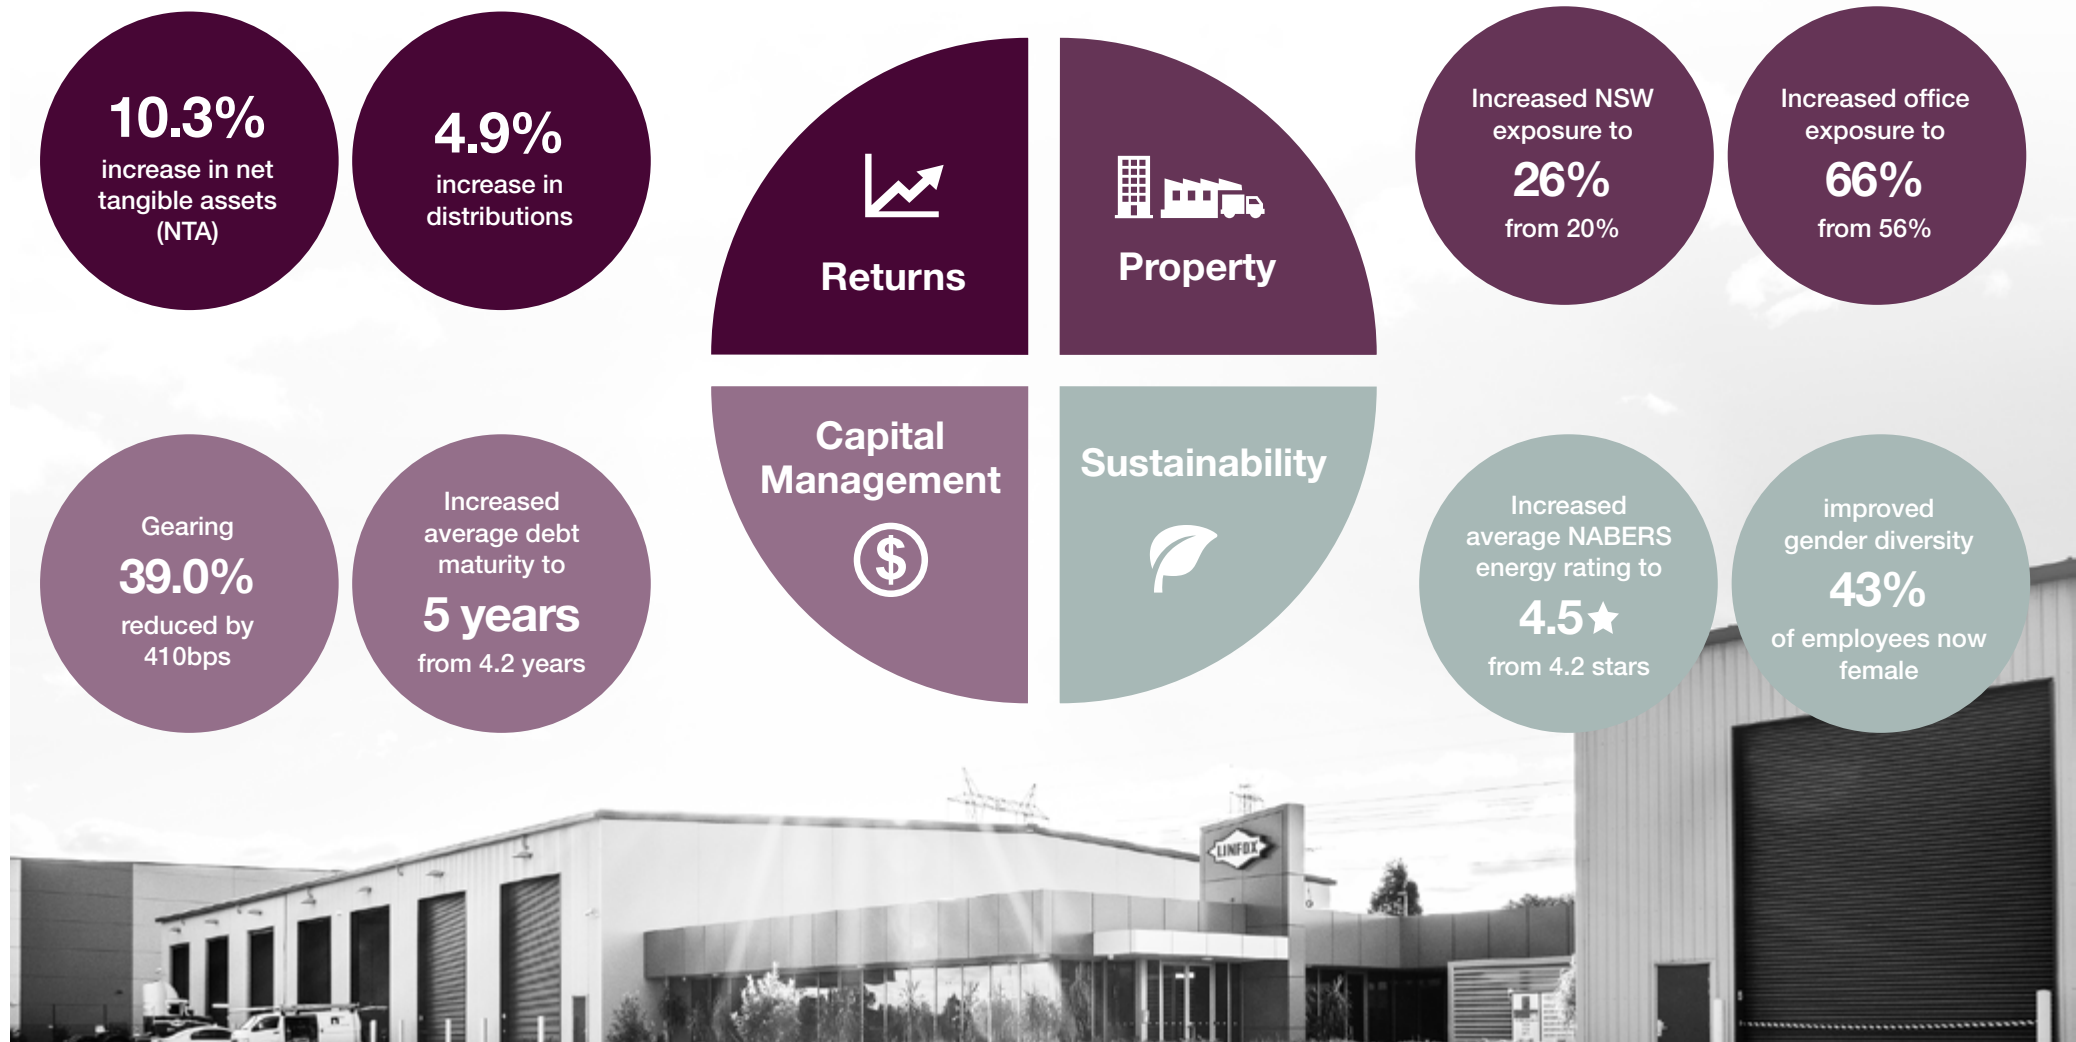 10.3%
increase in net
tangible assets
(NTA)
4.9%
increase in
distributions
Returns
Property
Increased NSW
exposure to
26%
from 20%
Increased office
exposure to
66%
from 56%
Gearing
39.0%
reduced by
410bps
Increased
average debt
maturity to
5 years
from 4.2 years
Capital
Management
$
Sustainability
Increased
average NABERS
energy rating to
4.5★
from 4.2 stars
improved
gender diversity
43%
of employees now
female
LINFOX